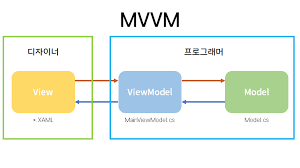 MVVM
디자이너
프로그래머
View
ViewModel
Model
*.XAML
MainViewModel.cs
Model.cs